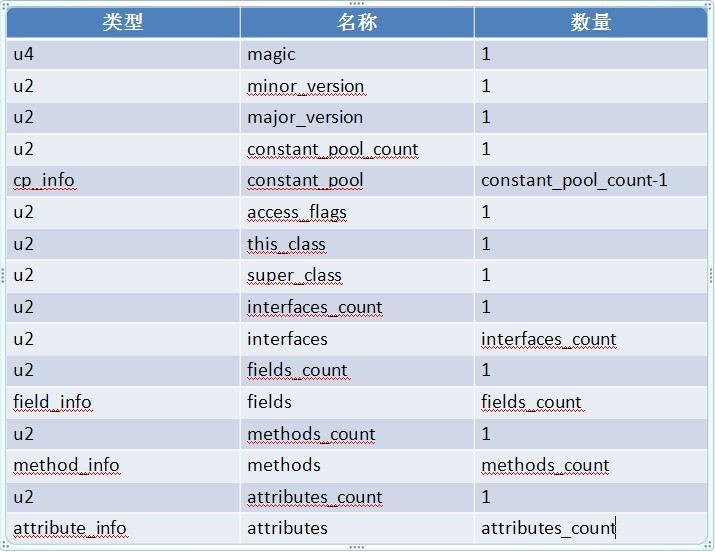 类型 名称 数量
u4 magic 1
u2 minor_version 1
u2 major_version 1
u2 constant_pool_count 1
cp_info constant_pool constant_pool_count-1
u2 access_flags 1
u2 this_class 1
u2 super_class 1
u2 interfaces_count 1
u2 interfaces interfaces_count
u2 fields_count 1
field_info fields fields_count
u2 methods_count 1
method_info methods methods_count
u2 attributes_count 1
attribute_info attributes attributes_count